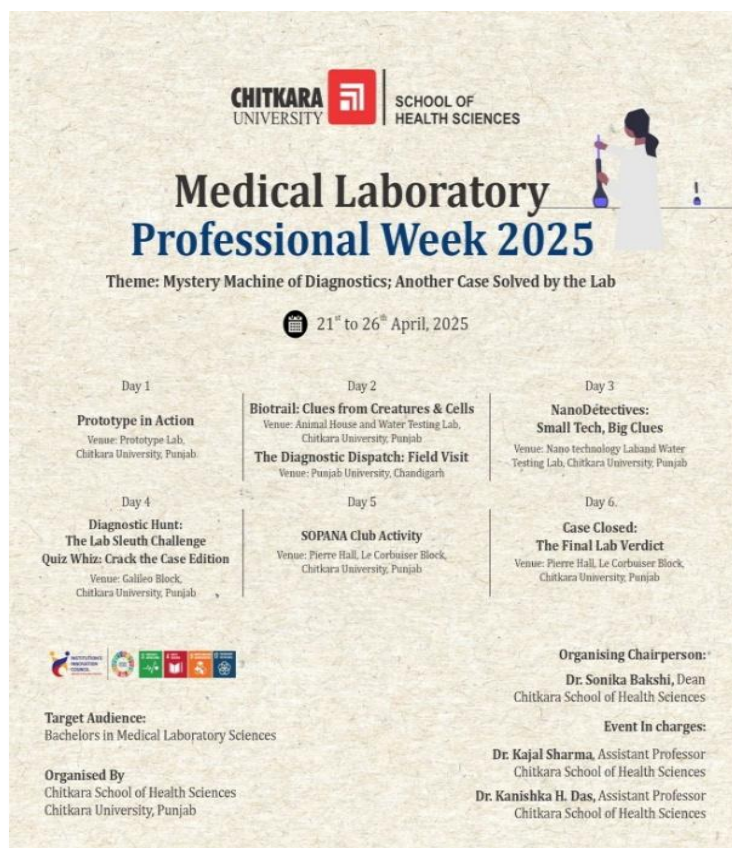 CHITKARA
UNIVERSITY
SCHOOL OF
HEALTH SCIENCES
Medical Laboratory
Professional Week 2025
Theme: Mystery Machine of Diagnostics; Another Case Solved by the Lab
21st to 26th April, 2025
Day 1
Prototype in Action
Venue: Prototype Lab,
Chitkara University, Punjab
Day 2
Biotrail: Clues from Creatures & Cells
Venue: Animal House and Water Testing Lab,
Chitkara University, Punjab
The Diagnostic Dispatch: Field Visit
Venue: Punjab University, Chandigarh
Day 3
NanoDetectives:
Small Tech, Big Clues
Venue: Nano technology Laband Water
Testing Lab, Chitkara University, Punjab
Day 4
Diagnostic Hunt:
The Lab Sleuth Challenge
Quiz Whiz: Crack the Case Edition
Venue: Galileo Block,
Chitkara University, Punjab
Day 5
SOPANA Club Activity
Venue: Pierre Hall, Le Corbuiser Block,
Chitkara University, Punjab
Day 6.
Case Closed:
The Final Lab Verdict
Venue: Pierre Hall, Le Corbuiser Block,
Chitkara University, Punjab
INSTITUTION'S
INNOVATION
COUNCIL
Target Audience:
Bachelors in Medical Laboratory Sciences
Organised By
Chitkara School of Health Sciences
Chitkara University, Punjab
Organising Chairperson:
Dr. Sonika Bakshi, Dean
Chitkara School of Health Sciences
Event In charges:
Dr. Kajal Sharma, Assistant Professor
Chitkara School of Health Sciences
Dr. Kanishka H. Das, Assistant Professor
Chitkara School of Health Sciences